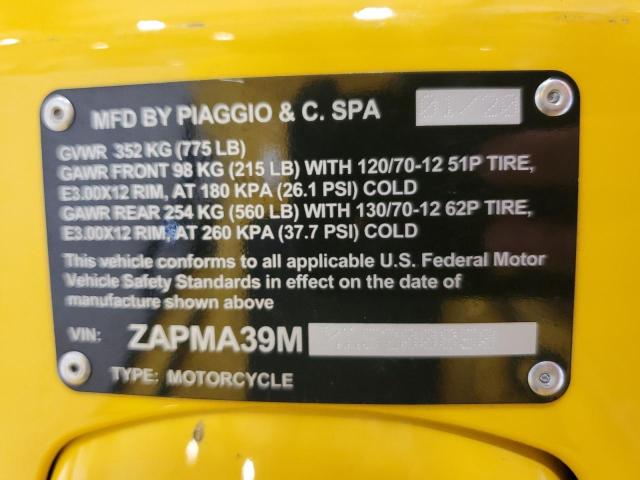 MFD BY PIAGGIO & C. SPA
GVWR 352 KG (775 LB)
GAWR FRONT 98 KG (215 LB) WITH 120/70-12 51P TIRE,
E3.00X12 RIM, AT 180 KPA (26.1 PSI) COLD
GAWR REAR 254 KG (560 LB) WITH 130/70-12 62P TIRE,
E3.00X12 RIM, AT 260 KPA (37.7 PSI) COLD
This vehicle conforms to all applicable U.S. Federal Motor
Vehicle Safety Standards in effect on the date of
manufacture shown above
VIN: ZAPMA39M
TYPE: MOTORCYCLE